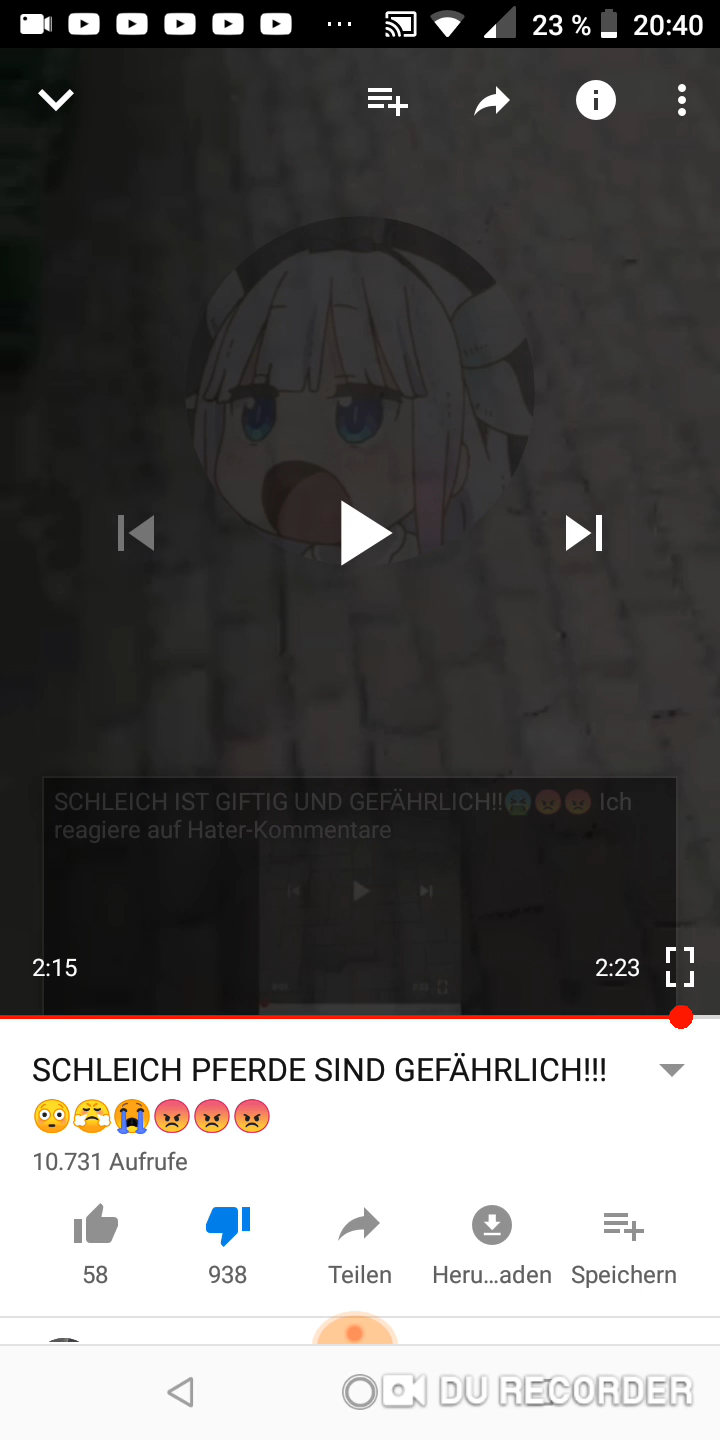 23 % 20:40
SCHLEICH IST GIFTIG UND GEFÄHRLICH!!🤮😡😡 Ich
reagiere auf Hater-Kommentare
2:15 2:23
SCHLEICH PFERDE SIND GEFÄHRLICH!!!
😳😤😭😡😡😡
10.731 Aufrufe
58 938 Teilen Heru...aden Speichern
DU RECORDER